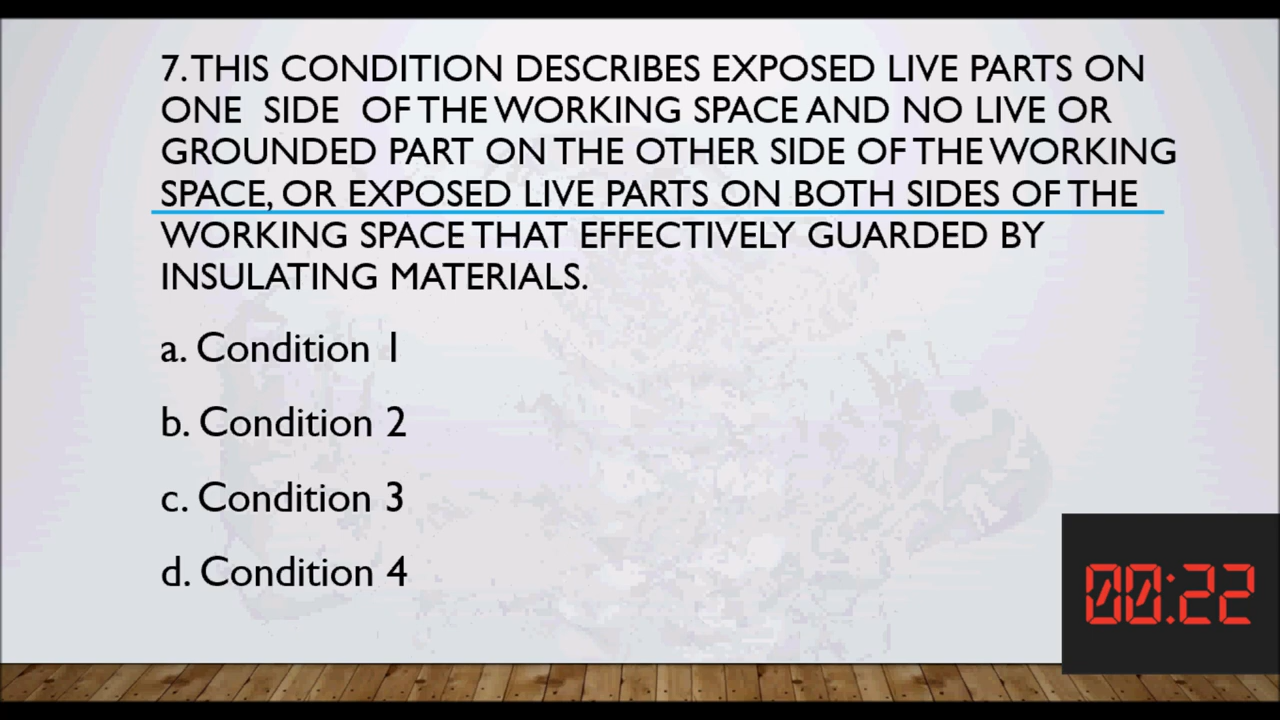 7. THIS CONDITION DESCRIBES EXPOSED LIVE PARTS ON
ONE SIDE OF THE WORKING SPACE AND NO LIVE OR
GROUNDED PART ON THE OTHER SIDE OF THE WORKING
SPACE, OR EXPOSED LIVE PARTS ON BOTH SIDES OF THE
WORKING SPACE THAT EFFECTIVELY GUARDED BY
INSULATING MATERIALS.
a. Condition 1
b. Condition 2
c. Condition 3
d. Condition 4
00:22